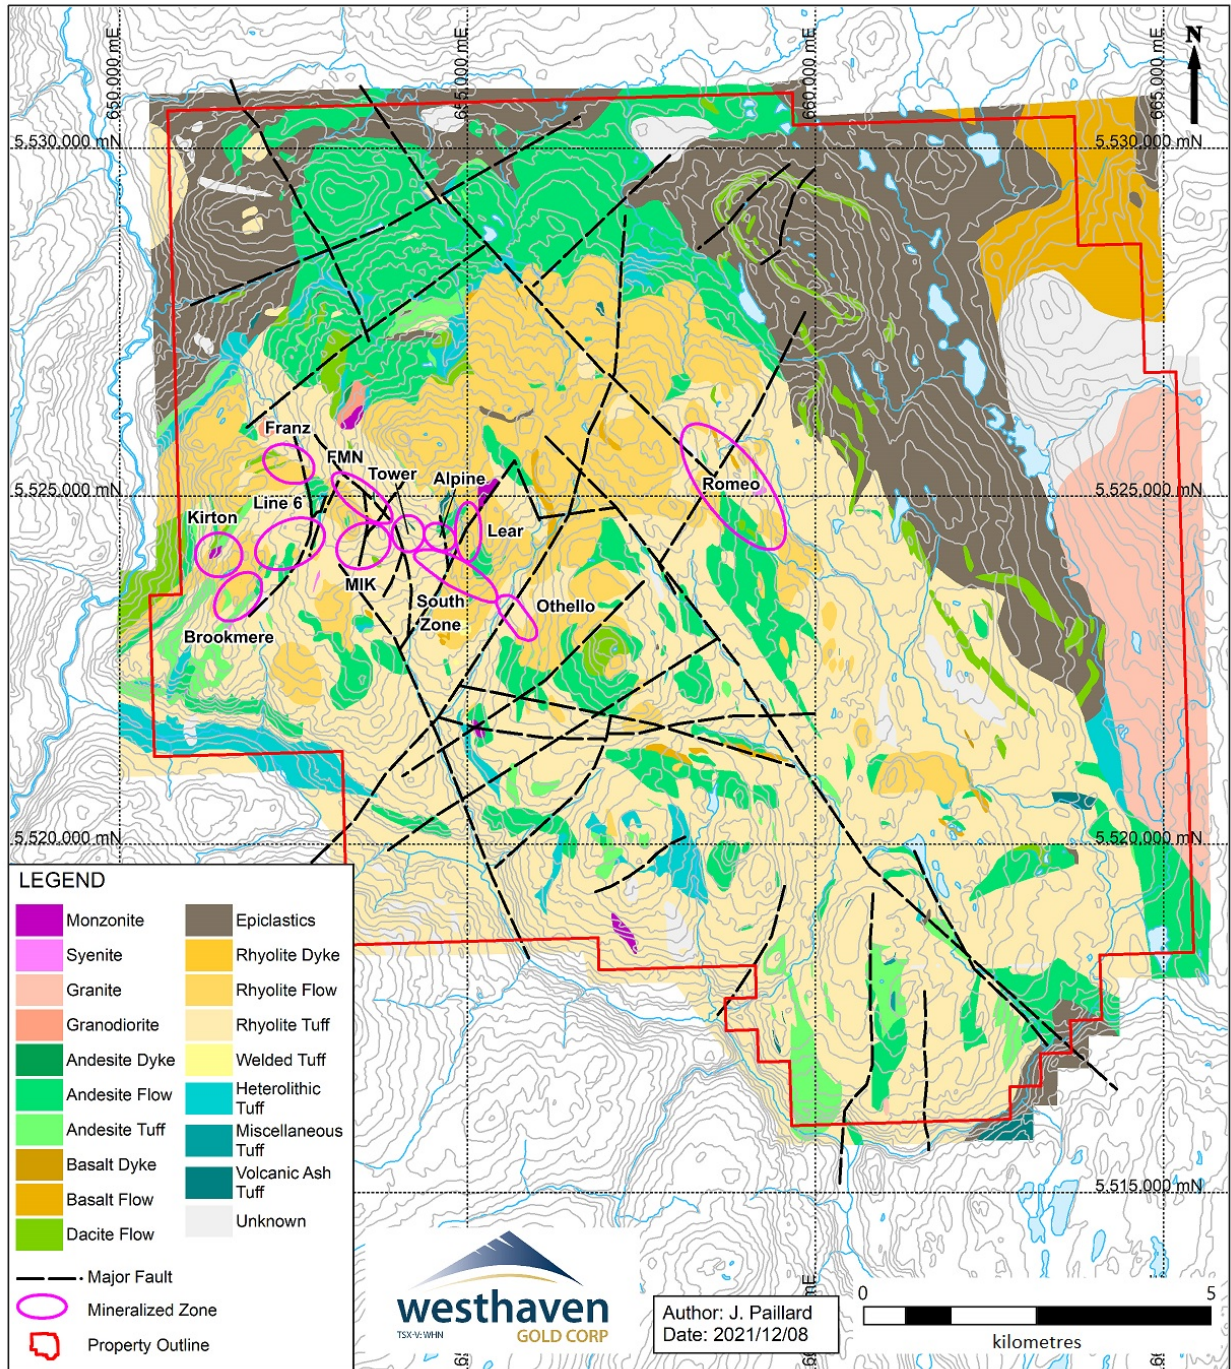 650.000 mE
655.000 mE
660.000 mE
665.000 mE
N
5.530.000 mN
5.530.000 mN
Franz
FMN
Tower
Alpine
5.525.000 mN
5.525.000 mN
Romeo
Line 6
Kirton
Lear
MIK
South
Zone
Othello
Brookmere
5.520.000 mN
5.520.000 mN
LEGEND
Monzonite
Syenite
Granite
Granodiorite
Andesite Dyke
Andesite Flow
Andesite Tuff
Basalt Dyke
Basalt Flow
Dacite Flow
Epiclastics
Rhyolite Dyke
Rhyolite Flow
Rhyolite Tuff
Welded Tuff
Heterolithic
Tuff
Miscellaneous
Tuff
Volcanic Ash
Tuff
Unknown
Major Fault
Mineralized Zone
Property Outline
5.515.000 mN
westhaven
TSX-V: WHN
GOLD CORP
Author: J. Paillard
Date: 2021/12/08
0 5
kilometres